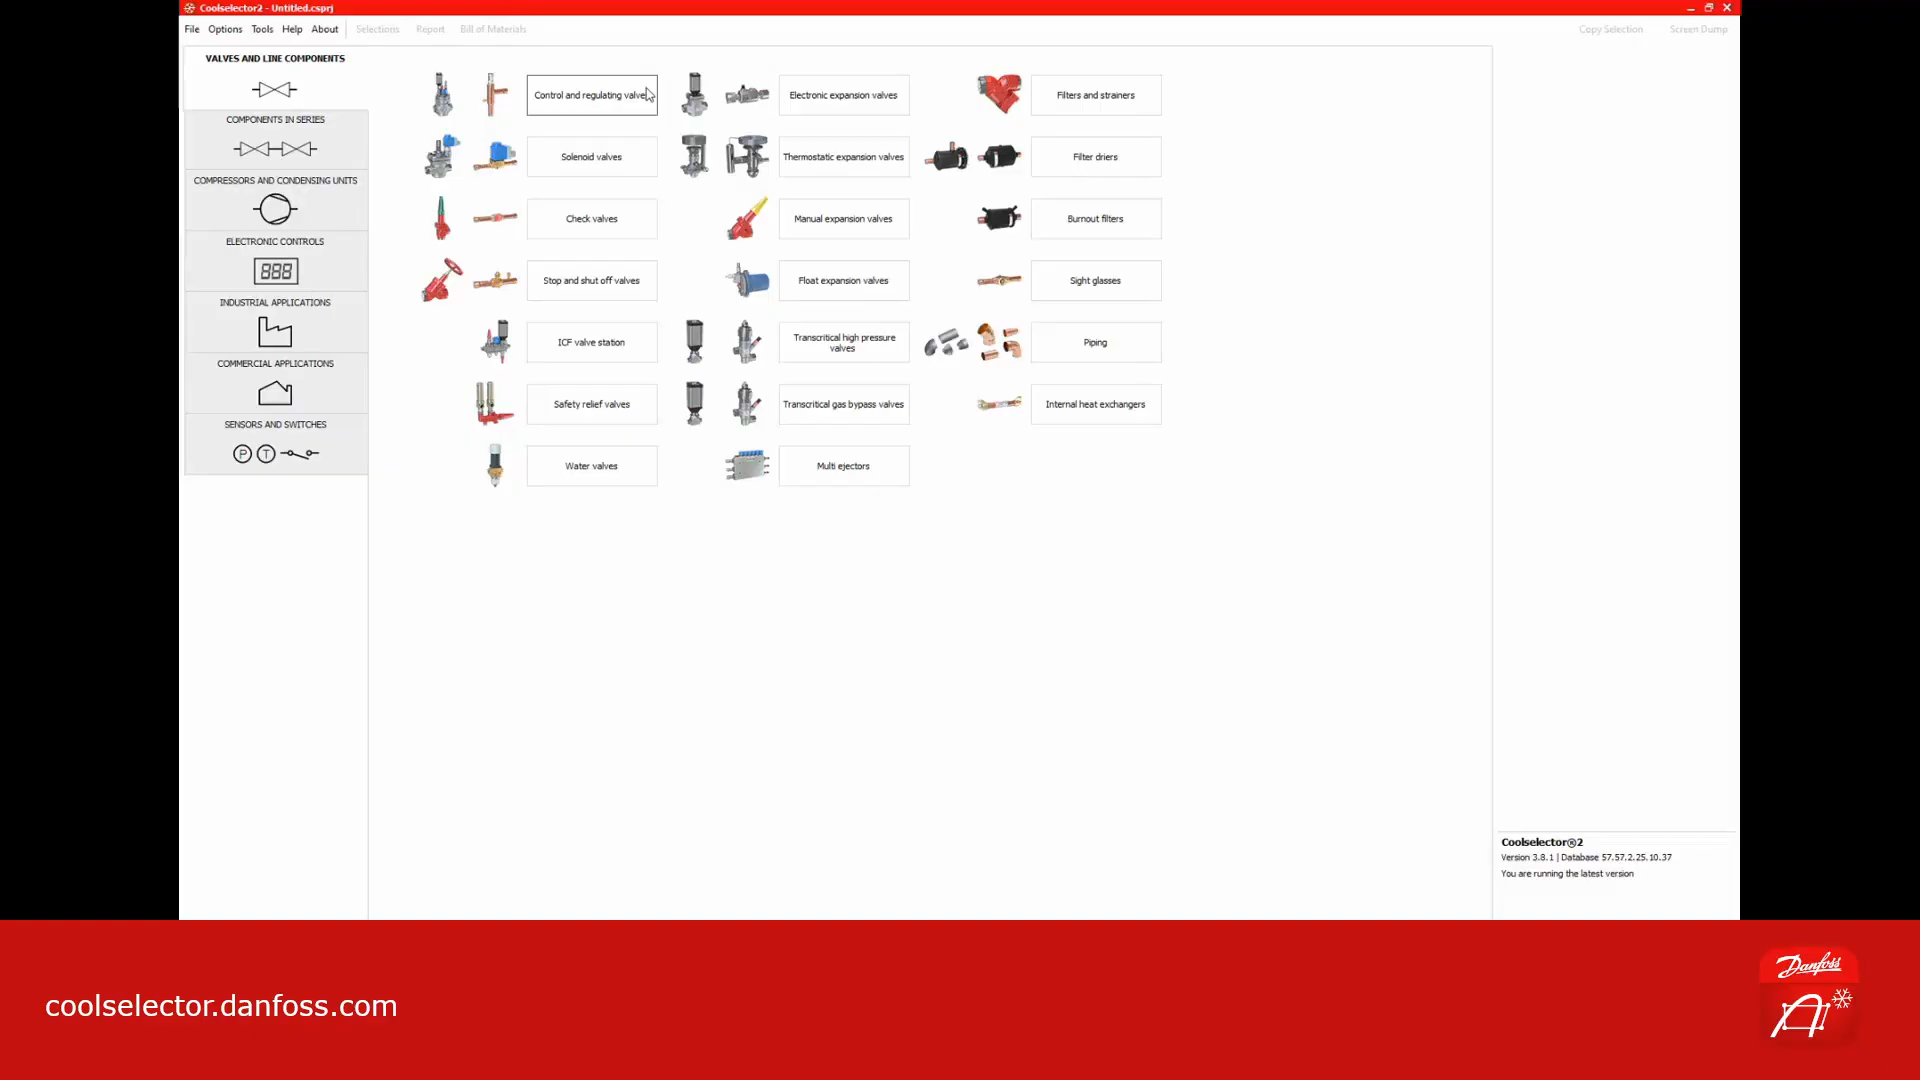 Coolselector2 - Untitled.csprj
File Options Tools Help About Selections Report Bill of Materials Copy Selection Screen Dump
VALVES AND LINE COMPONENTS
COMPONENTS IN SERIES
COMPRESSORS AND CONDENSING UNITS
ELECTRONIC CONTROLS
888
INDUSTRIAL APPLICATIONS
COMMERCIAL APPLICATIONS
SENSORS AND SWITCHES
P T
Control and regulating valve
Solenoid valves
Check valves
Stop and shut off valves
ICF valve station
Safety relief valves
Water valves
Electronic expansion valves
Thermostatic expansion valves
Manual expansion valves
Float expansion valves
Transcritical high pressure
valves
Transcritical gas bypass valves
Multi ejectors
Filters and strainers
Filter driers
Burnout filters
Sight glasses
Piping
Internal heat exchangers
Coolselector®2
Version 3.8.1 | Database 57.57.2.25.10.37
You are running the latest version
coolselector.danfoss.com
Danfoss